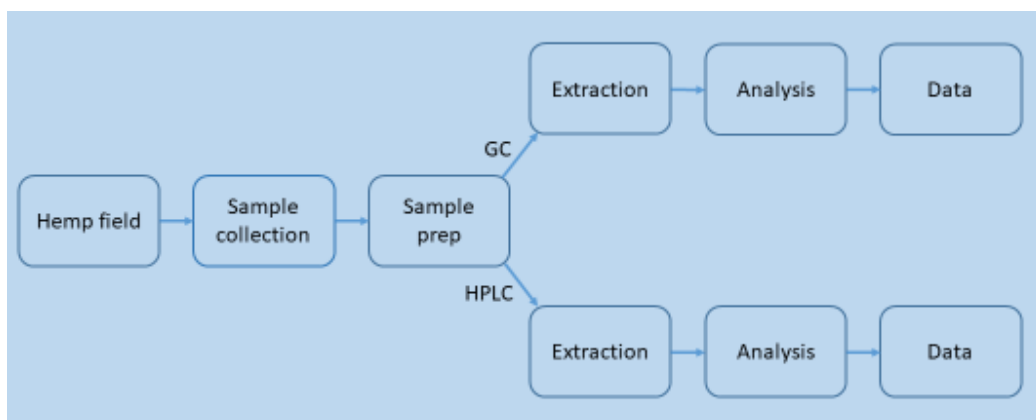 Extraction
Analysis
Data
GC
Hemp field
Sample
collection
Sample
prep
HPLC
Extraction
Analysis
Data